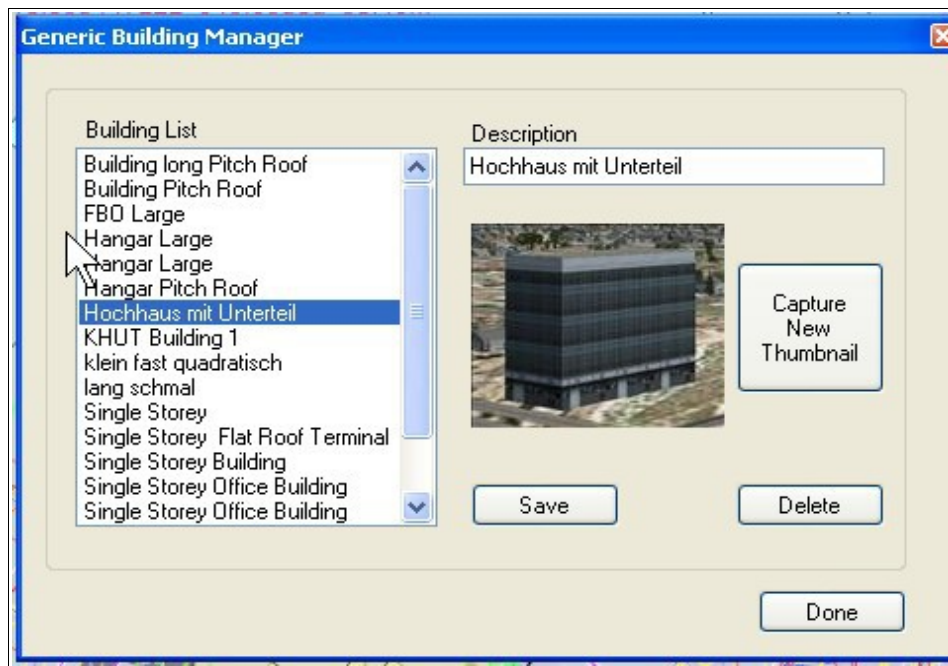 Generic Building Manager
Building List
Building long Pitch Roof
Building Pitch Roof
FBO Large
Hangar Large
Hangar Large
Hangar Pitch Roof
Hochhaus mit Unterteil
KHUT Building 1
klein fast quadratisch
lang schmal
Single Storey
Single Storey  Flat Roof Terminal
Single Storey Building
Single Storey Office Building
Single Storey Office Building
Description
Hochhaus mit Unterteil
Capture
New
Thumbnail
Save
Delete
Done